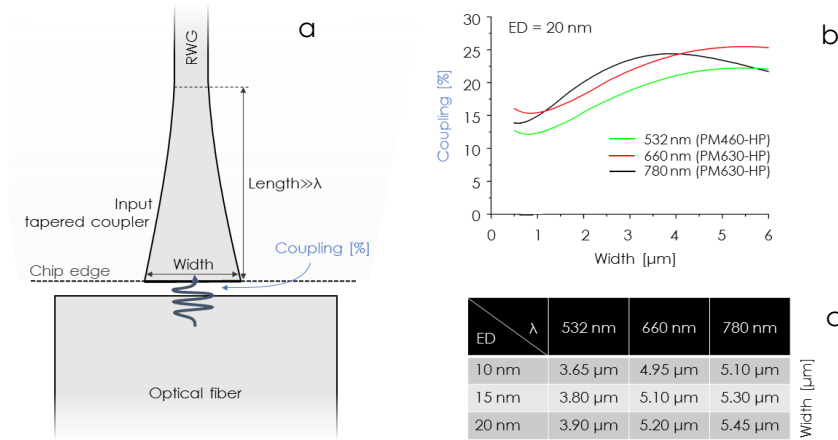 a
RWG
Length≫λ
Input
tapered coupler
Coupling [%]
Width
Chip edge
Optical fiber
b
ED = 20 nm
Coupling [%]
30
25
20
15
10
5
0
532 nm (PM460-HP)
660 nm (PM630-HP)
780 nm (PM630-HP)
0 1 2 3 4 5 6
Width [µm]
c
ED λ 532 nm 660 nm 780 nm
10 nm 3.65 µm 4.95 µm 5.10 µm
15 nm 3.80 µm 5.10 µm 5.30 µm
20 nm 3.90 µm 5.20 µm 5.45 µm
Width [µm]